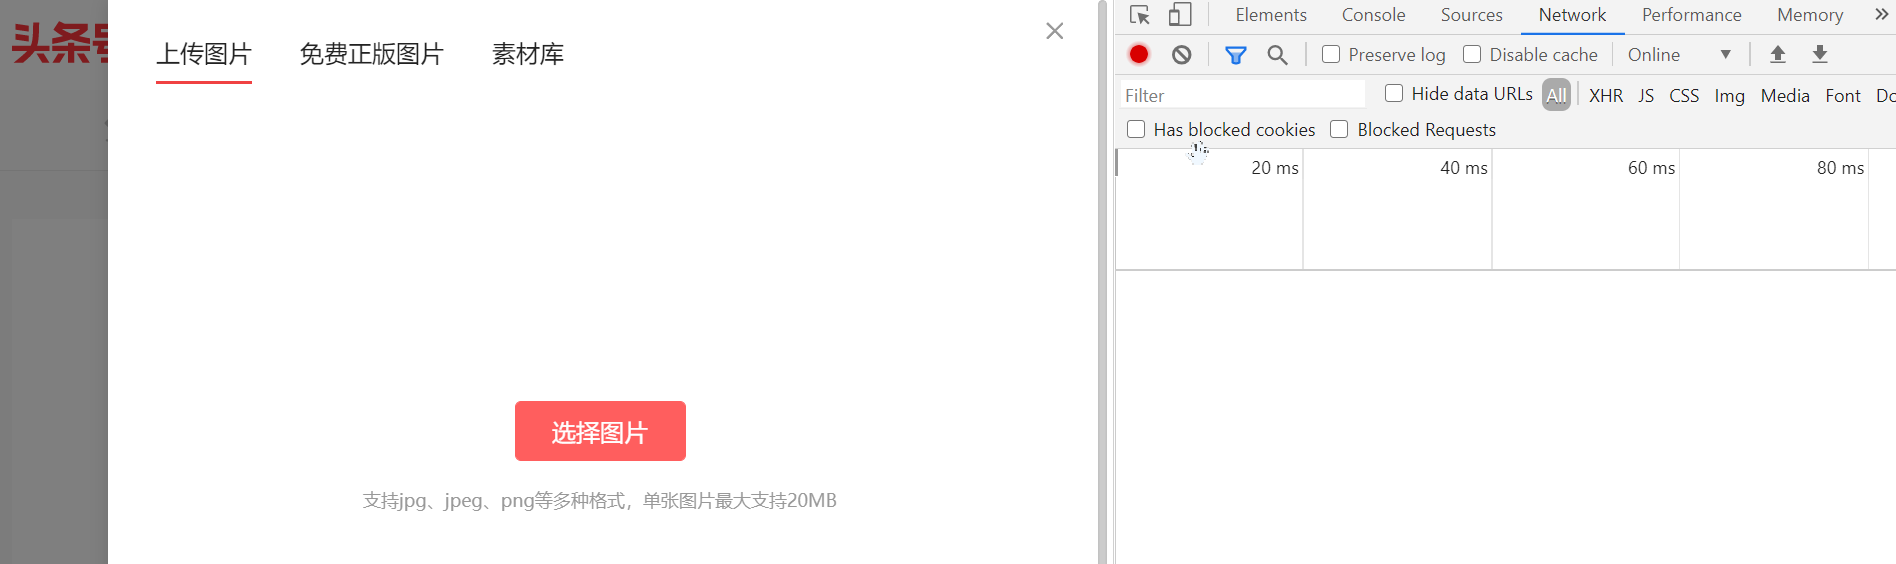 头条号
上传图片 免费正版图片 素材库
选择图片
支持jpg、jpeg、png等多种格式，单张图片最大支持20MB
Elements Console Sources Network Performance Memory
Preserve log Disable cache Online
Filter Hide data URLs All XHR JS CSS Img Media Font
Has blocked cookies Blocked Requests
20 ms 40 ms 60 ms 80 ms